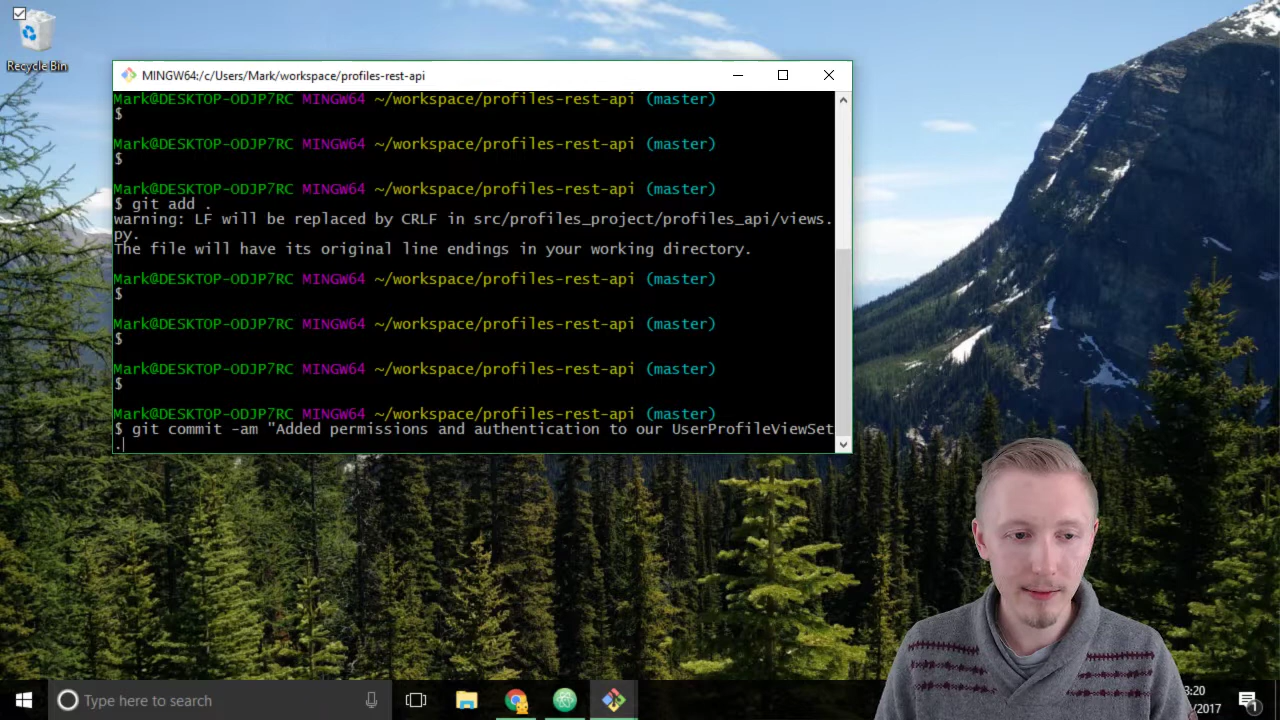 Recycle Bin
MINGW64:/c/Users/Mark/workspace/profiles-rest-api
Mark@DESKTOP-ODJP7RC MINGW64 ~/workspace/profiles-rest-api (master)
$
Mark@DESKTOP-ODJP7RC MINGW64 ~/workspace/profiles-rest-api (master)
$
Mark@DESKTOP-ODJP7RC MINGW64 ~/workspace/profiles-rest-api (master)
$ git add .
warning: LF will be replaced by CRLF in src/profiles_project/profiles_api/views.
py.
The file will have its original line endings in your working directory.
Mark@DESKTOP-ODJP7RC MINGW64 ~/workspace/profiles-rest-api (master)
$
Mark@DESKTOP-ODJP7RC MINGW64 ~/workspace/profiles-rest-api (master)
$
Mark@DESKTOP-ODJP7RC MINGW64 ~/workspace/profiles-rest-api (master)
$
Mark@DESKTOP-ODJP7RC MINGW64 ~/workspace/profiles-rest-api (master)
$ git commit -am "Added permissions and authentication to our UserProfileViewSet
.
Type here to search
3:20
/2017
1